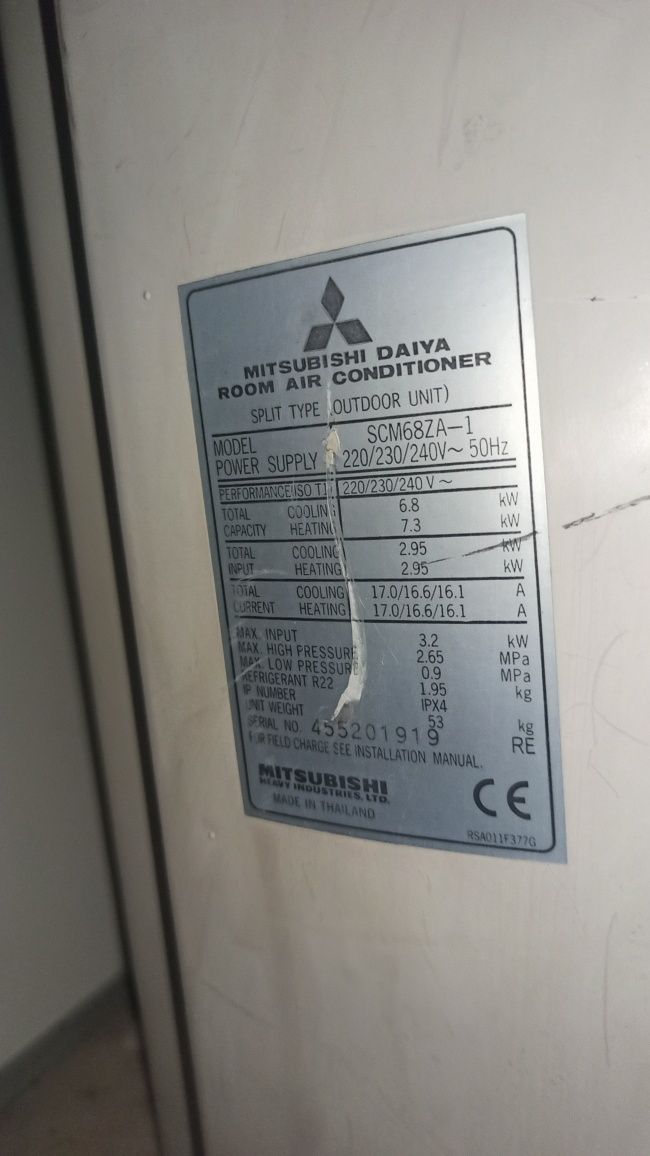 MITSUBISHI DAIYA
ROOM AIR CONDITIONER
SPLIT TYPE (OUTDOOR UNIT)
MODEL SCM68ZA-1
POWER SUPPLY 220/230/240V~ 50Hz
PERFORMANCE(ISO T1) 220/230/240 V ~
TOTAL COOLING 6.8 kW
CAPACITY HEATING 7.3 kW
TOTAL COOLING 2.95 kW
INPUT HEATING 2.95 kW
TOTAL COOLING 17.0/16.6/16.1 A
CURRENT HEATING 17.0/16.6/16.1 A
MAX. INPUT 3.2 kW
MAX. HIGH PRESSURE 2.65 MPa
MAX. LOW PRESSURE 0.9 MPa
REFRIGERANT R22 1.95 kg
IP NUMBER IPX4
UNIT WEIGHT 53 kg
SERIAL NO. 455201919 RE
FOR FIELD CHARGE SEE INSTALLATION MANUAL.
MITSUBISHI
HEAVY INDUSTRIES, LTD.
MADE IN THAILAND
CE
RSA011F377G